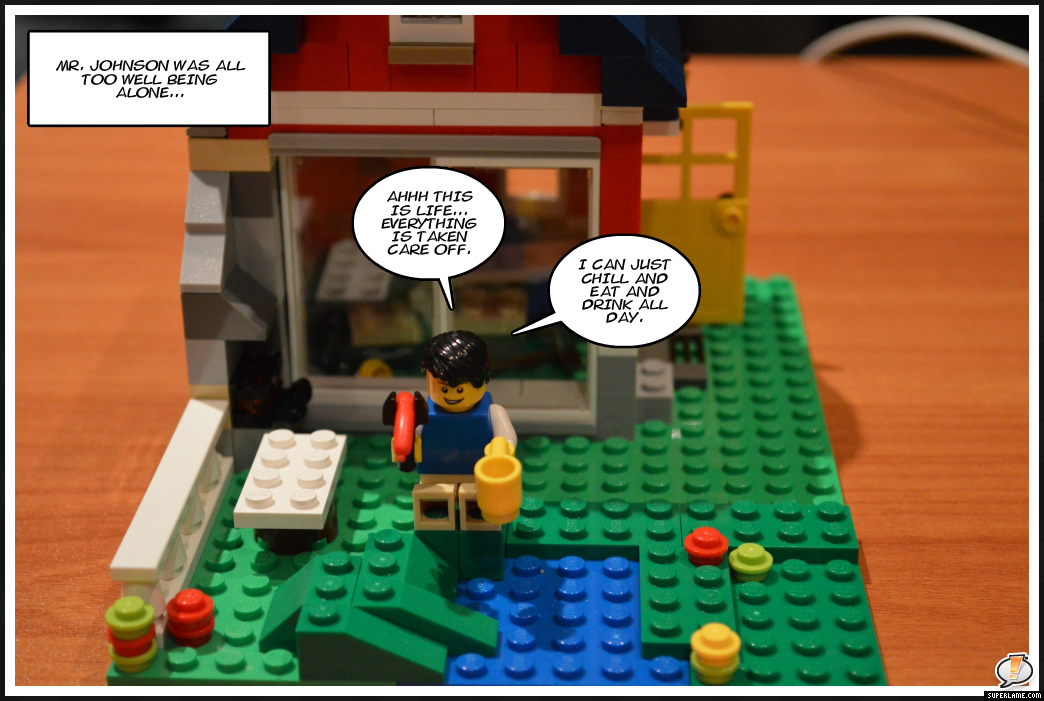 MR. JOHNSON WAS ALL
TOO WELL BEING
ALONE...
AHHH THIS
IS LIFE...
EVERYTHING
IS TAKEN
CARE OFF.
I CAN JUST
CHILL AND
EAT AND
DRINK ALL
DAY.
SUPERLAME.COM